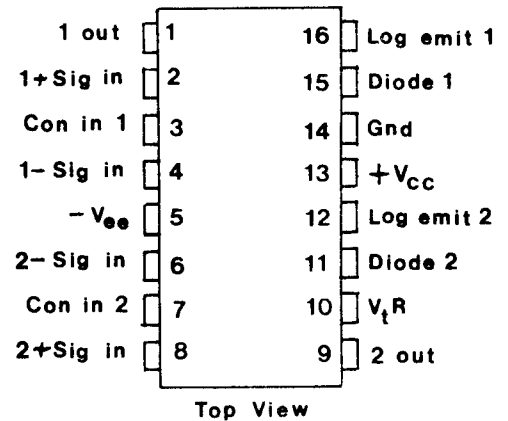 1 out 1 16 Log emit 1
1+Sig in 2 15 Diode 1
Con in 1 3 14 Gnd
1- Sig in 4 13 +Vcc
- Vee 5 12 Log emit 2
2- Sig in 6 11 Diode 2
Con in 2 7 10 VtR
2+Sig in 8 9 2 out
Top View